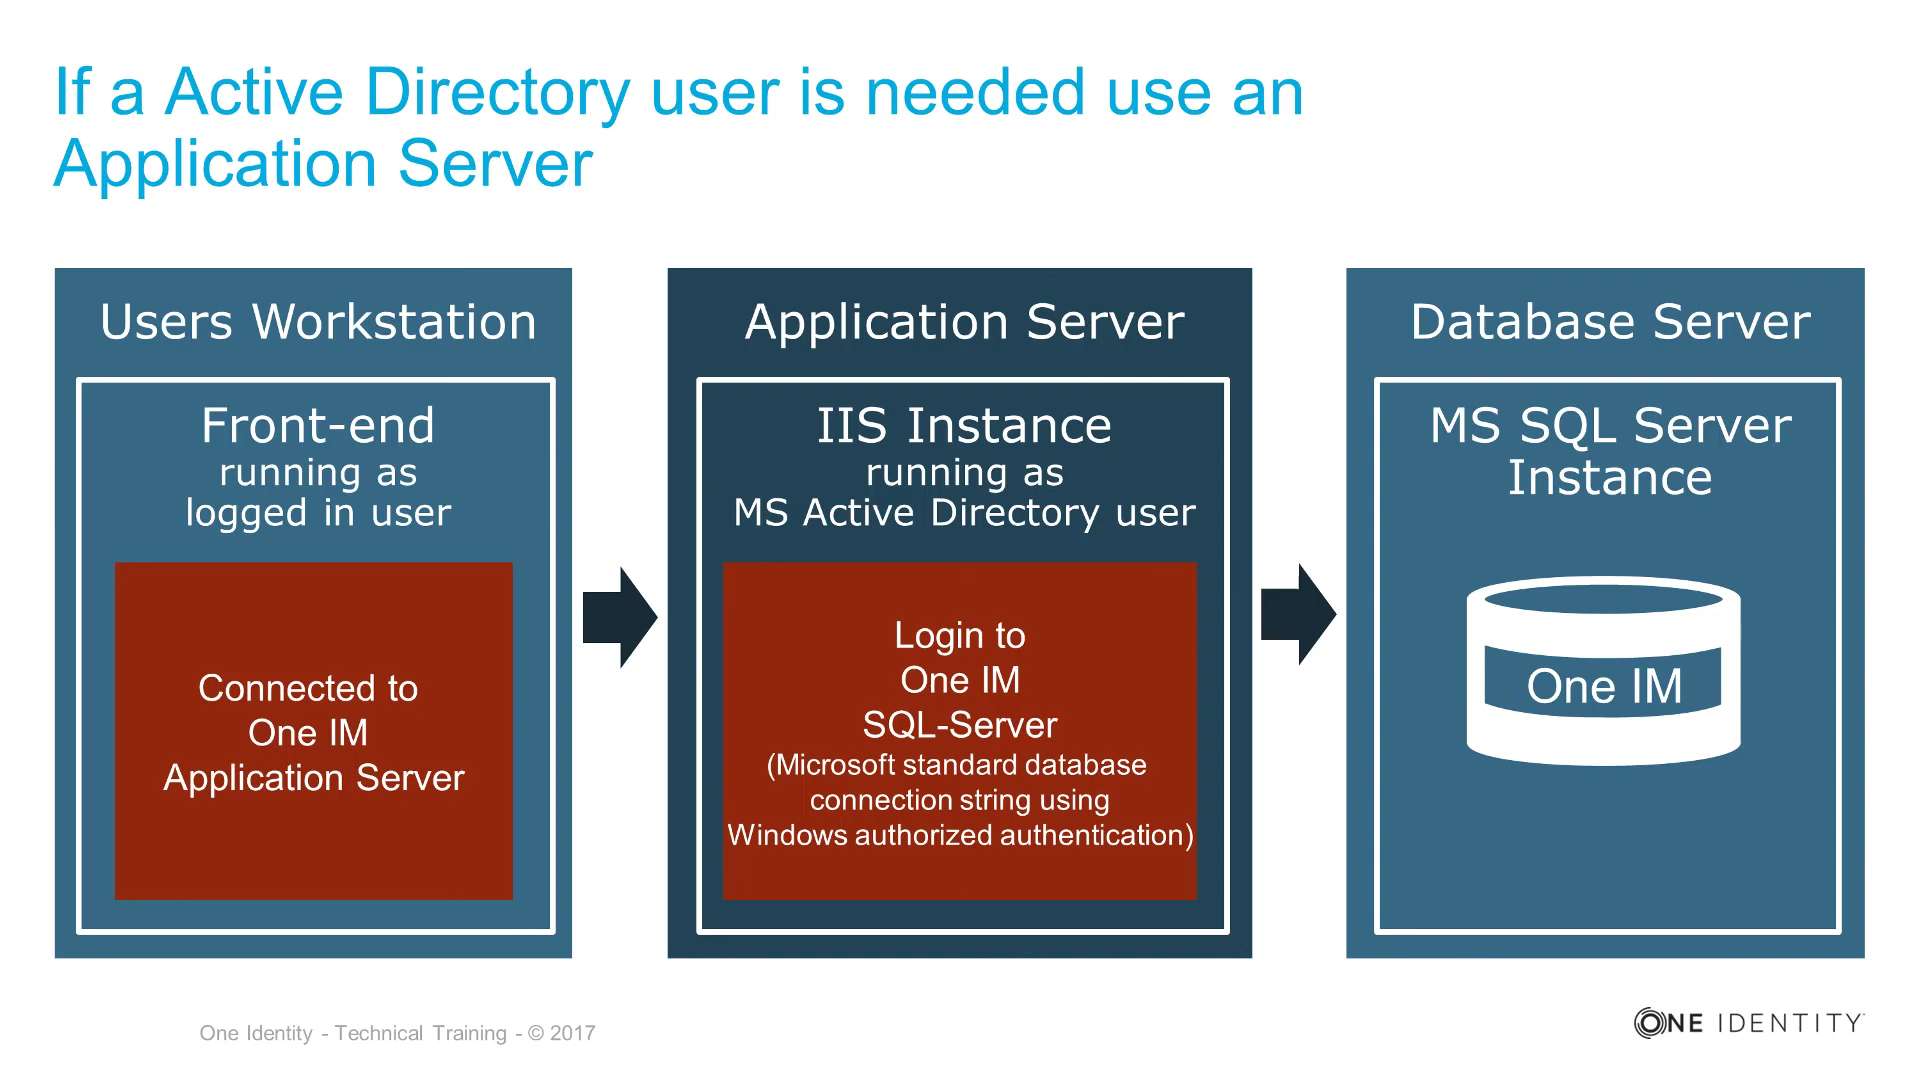 If a Active Directory user is needed use an
Application Server
Users Workstation
Front-end
running as
logged in user
Connected to
One IM
Application Server
Application Server
IIS Instance
running as
MS Active Directory user
Login to
One IM
SQL-Server
(Microsoft standard database
connection string using
Windows authorized authentication)
Database Server
MS SQL Server
Instance
One IM
One Identity - Technical Training - © 2017
ONE IDENTITY